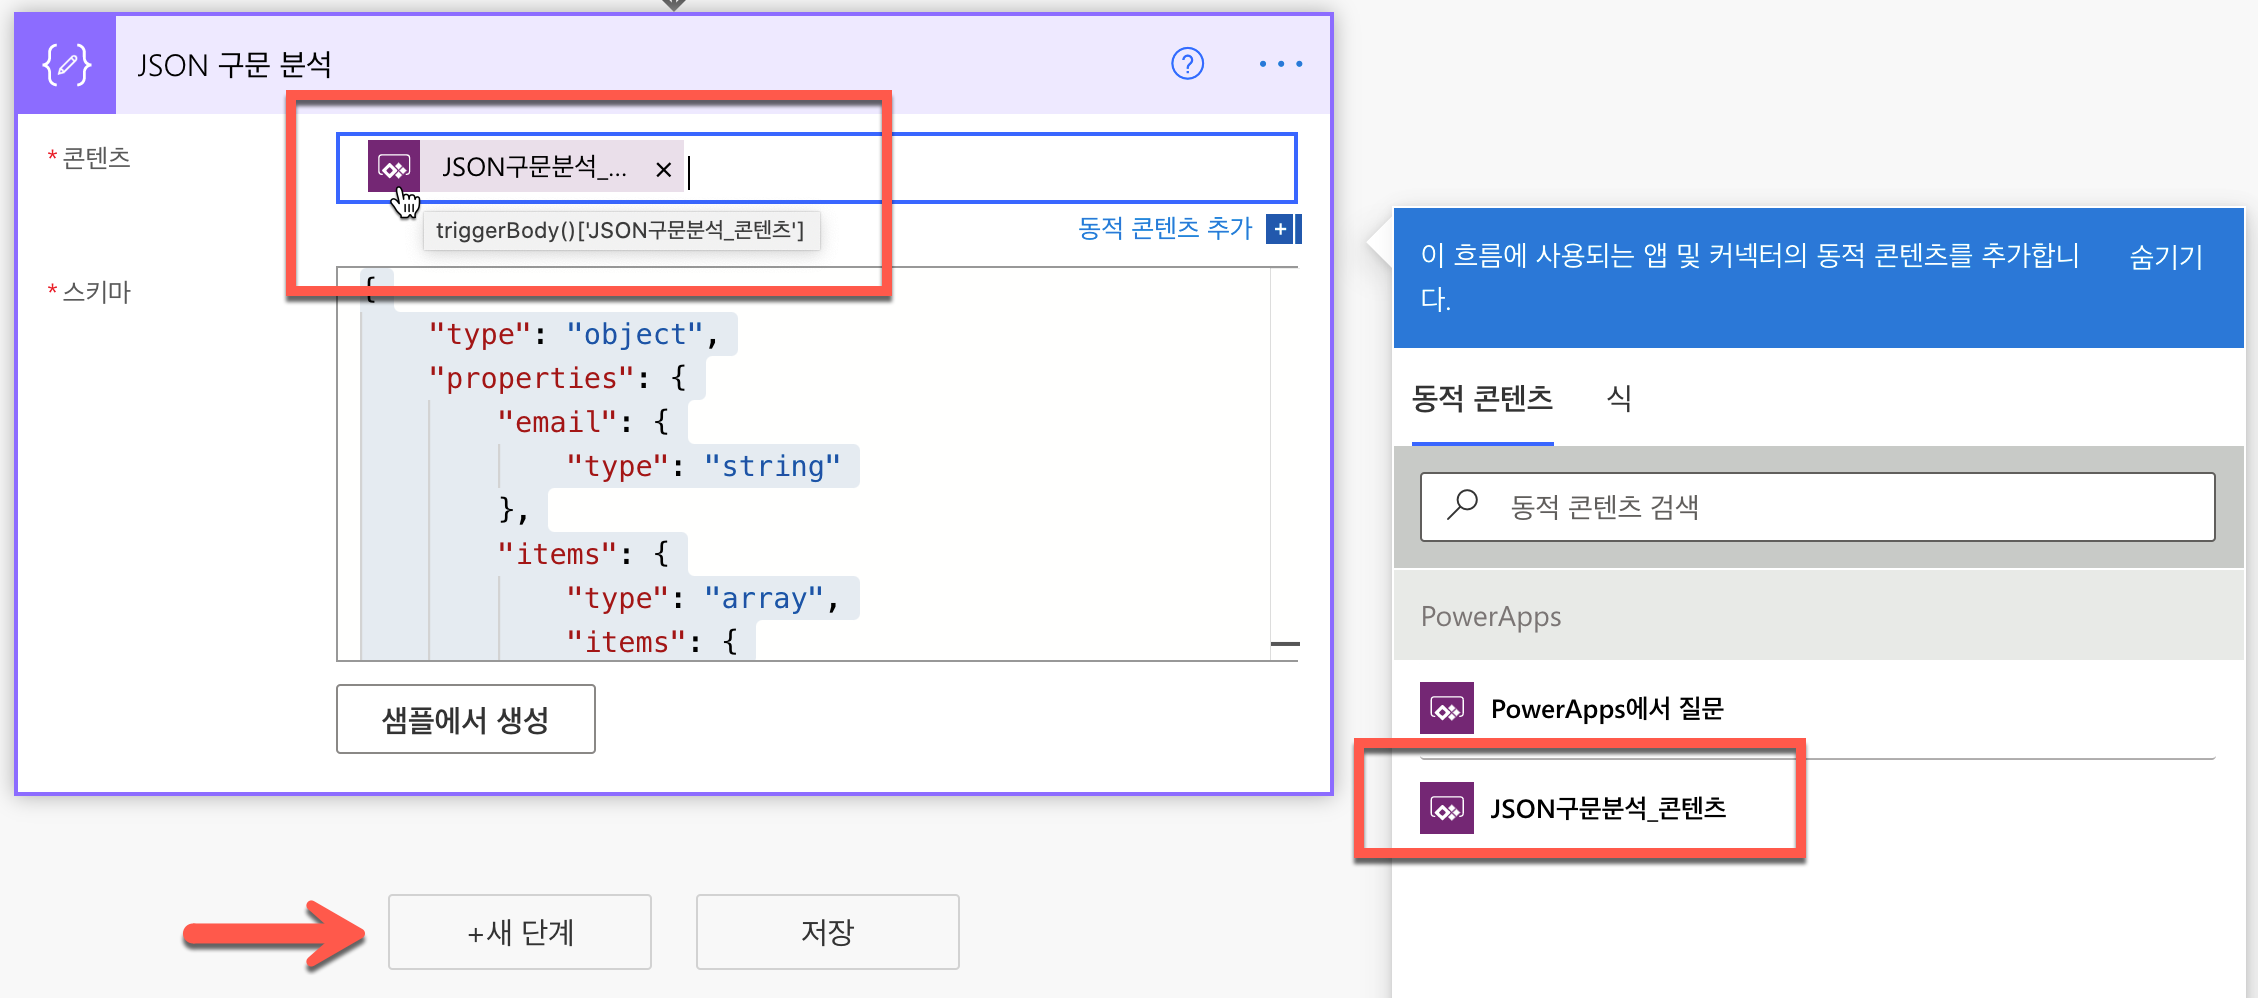 JSON 구문 분석
* 콘텐츠
JSON구문분석_...
triggerBody()['JSON구문분석_콘텐츠']
동적 콘텐츠 추가
* 스키마
{
"type": "object",
"properties": {
"email": {
"type": "string"
},
"items": {
"type": "array",
"items": {
샘플에서 생성
+새 단계
저장
이 흐름에 사용되는 앱 및 커넥터의 동적 콘텐츠를 추가합니
다.
숨기기
동적 콘텐츠
식
동적 콘텐츠 검색
PowerApps
PowerApps에서 질문
JSON구문분석_콘텐츠